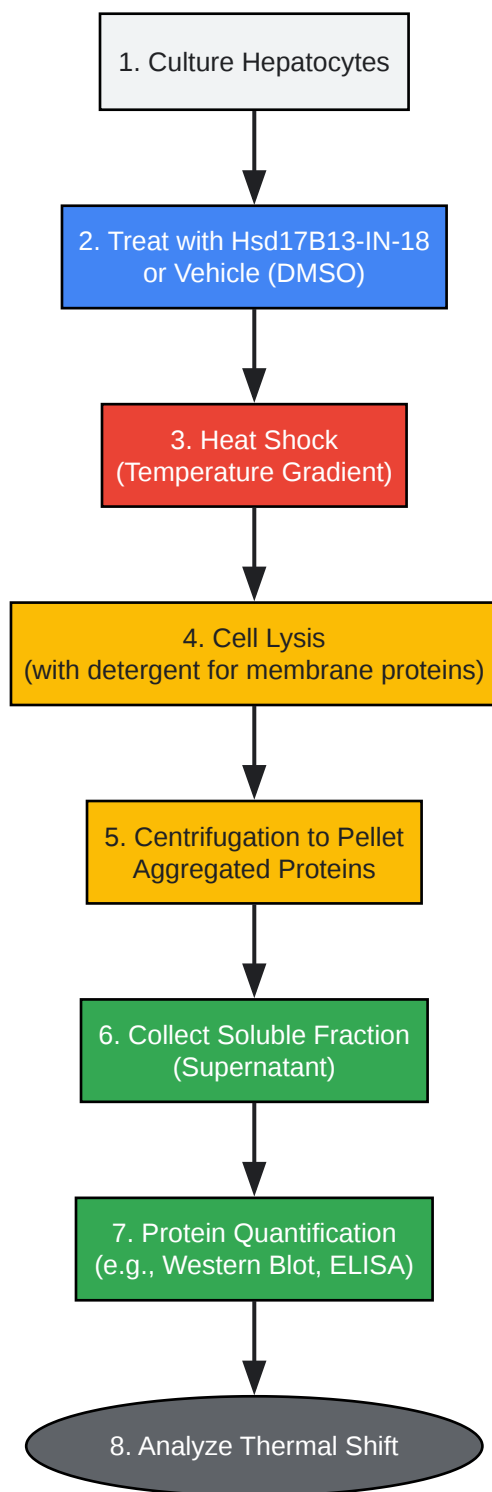 1. Culture Hepatocytes
2. Treat with Hsd17B13-IN-18
or Vehicle (DMSO)
3. Heat Shock
(Temperature Gradient)
4. Cell Lysis
(with detergent for membrane proteins)
5. Centrifugation to Pellet
Aggregated Proteins
6. Collect Soluble Fraction
(Supernatant)
7. Protein Quantification
(e.g., Western Blot, ELISA)
8. Analyze Thermal Shift